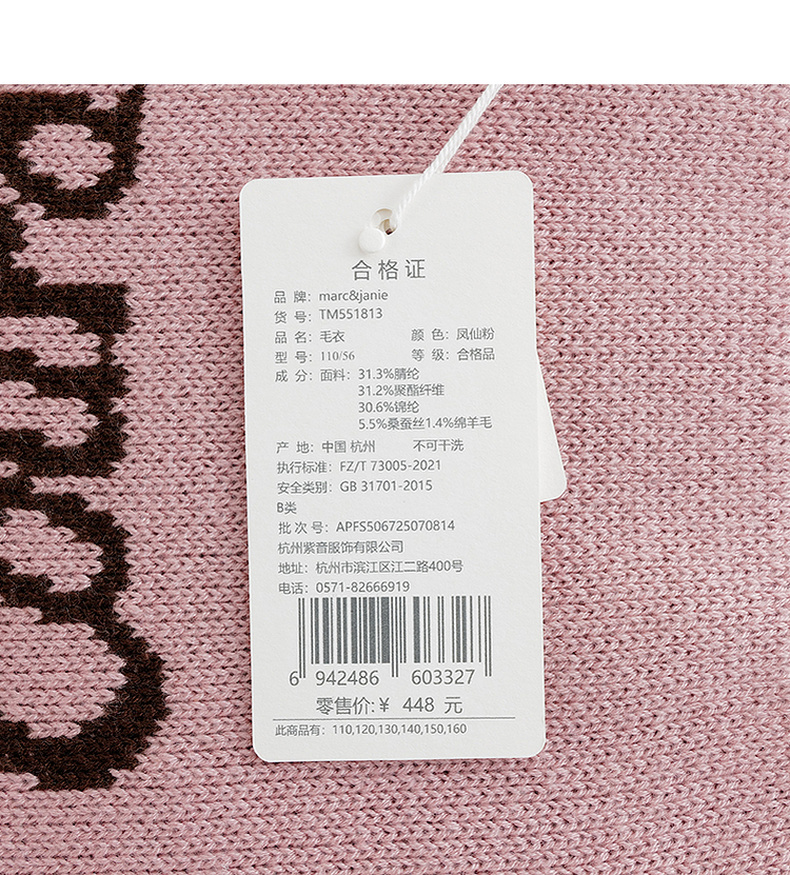 合格证
品 牌：marc&janie
货 号：TM551813
品 名：毛衣 颜 色：凤仙粉
型 号：110/56 等 级：合格品
成 分：面料：31.3%腈纶
31.2%聚酯纤维
30.6%锦纶
5.5%桑蚕丝1.4%绵羊毛
产 地：中国 杭州 不可干洗
执行标准：FZ/T 73005-2021
安全类别：GB 31701-2015
B类
批 次 号：APFS506725070814
杭州紫音服饰有限公司
地址：杭州市滨江区江二路400号
电话：0571-82666919
6 942486 603327
零售价:￥ 448 元
此商品有：110,120,130,140,150,160